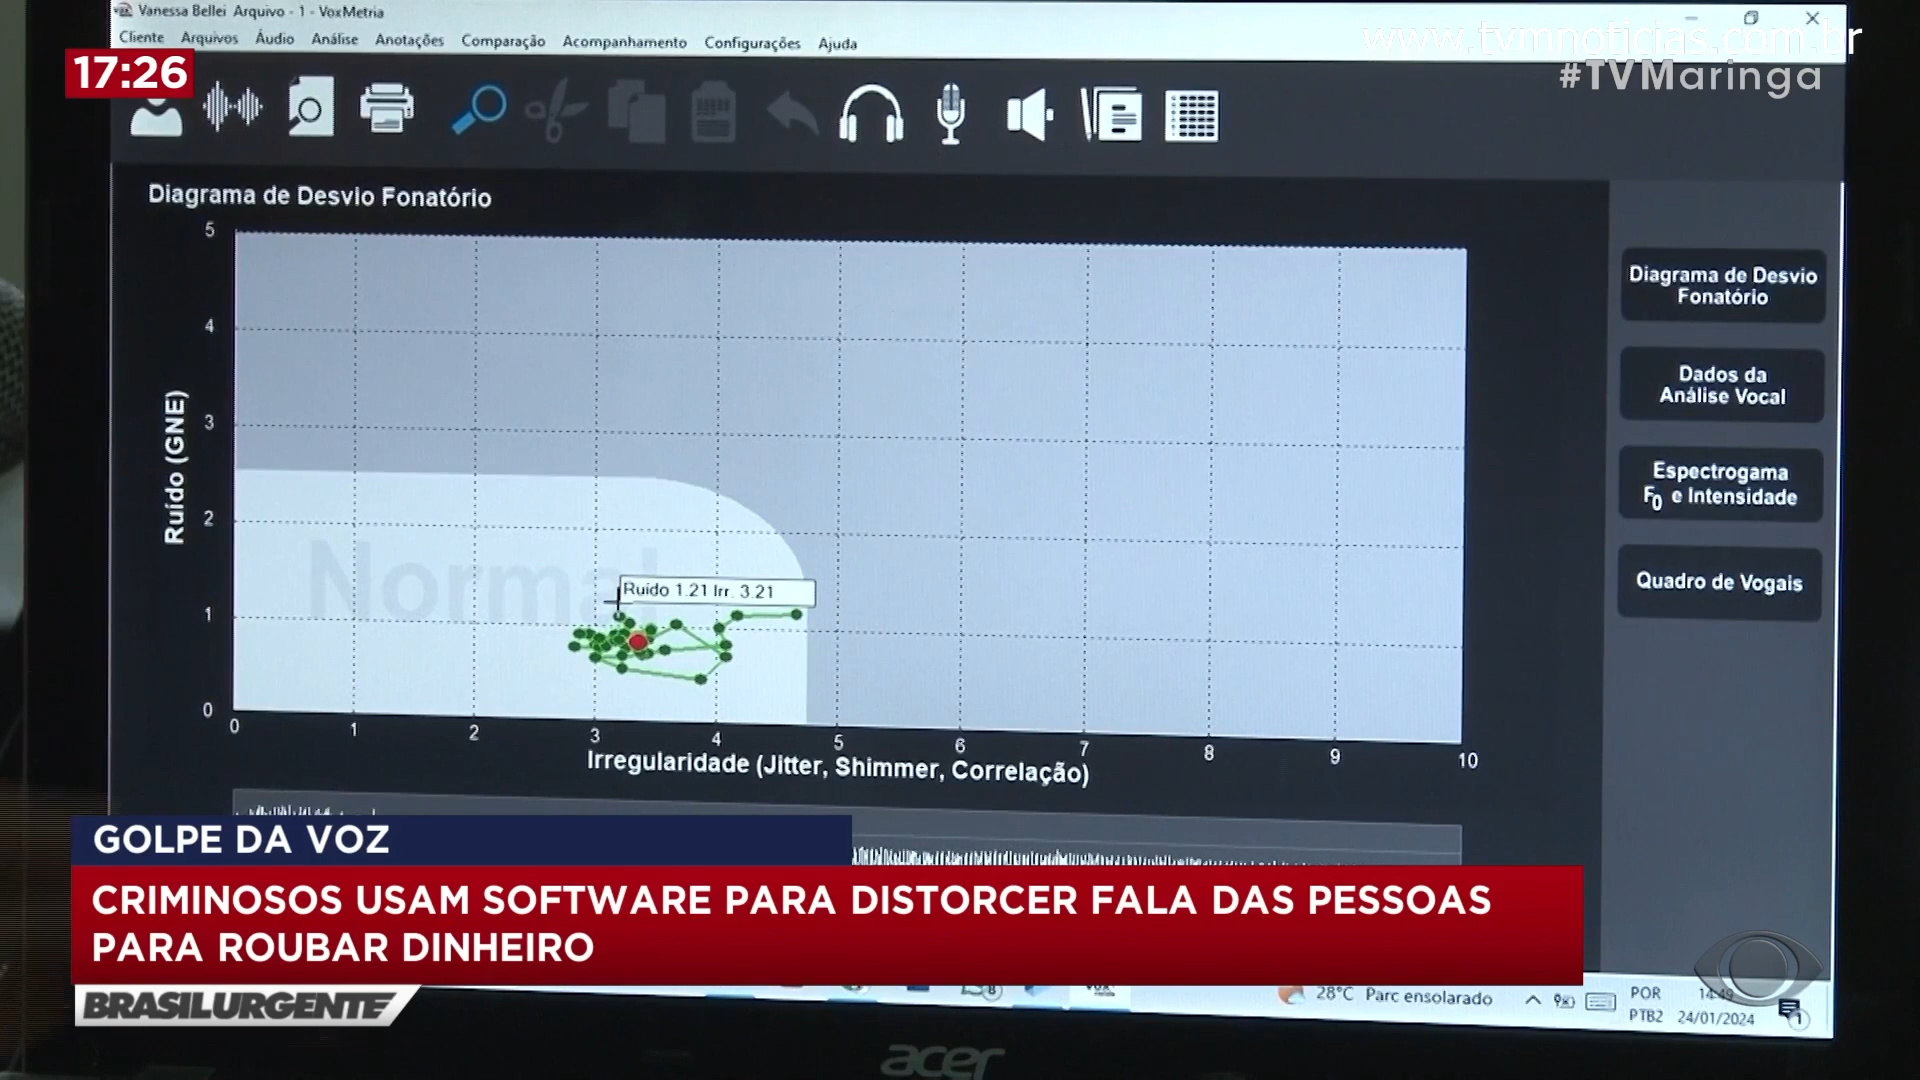 Vanessa Bellei Arquivo - 1 - VoxMetria
Cliente Arquivos Áudio Análise Anotações Comparação Acompanhamento Configurações Ajuda
www.tvmnoticias.com.br
17:26
#TVMaringa
Diagrama de Desvio Fonatório
5
4
3
2
1
0
Ruído (GNE)
Normal
Ruído 1.21 Irr. 3.21
0 1 2 3 4 5 6 7 8 9 10
Irregularidade (Jitter, Shimmer, Correlação)
Diagrama de Desvio
Fonatório
Dados da
Análise Vocal
Espectrogama
F0 e Intensidade
Quadro de Vogais
GOLPE DA VOZ
CRIMINOSOS USAM SOFTWARE PARA DISTORCER FALA DAS PESSOAS
PARA ROUBAR DINHEIRO
BRASILURGENTE
28°C Parc ensolarado
POR
PTB2
14:49
24/01/2024
1
acer